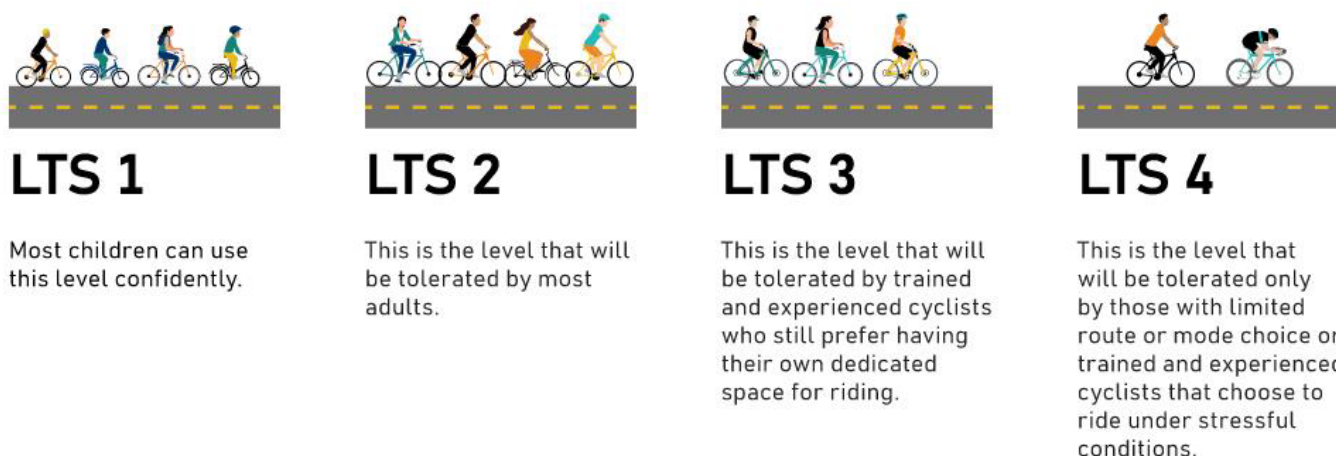 LTS 1
Most children can use
this level confidently.
LTS 2
This is the level that will
be tolerated by most
adults.
LTS 3
This is the level that will
be tolerated by trained
and experienced cyclists
who still prefer having
their own dedicated
space for riding.
LTS 4
This is the level that
will be tolerated only
by those with limited
route or mode choice or
trained and experienced
cyclists that choose to
ride under stressful
conditions.